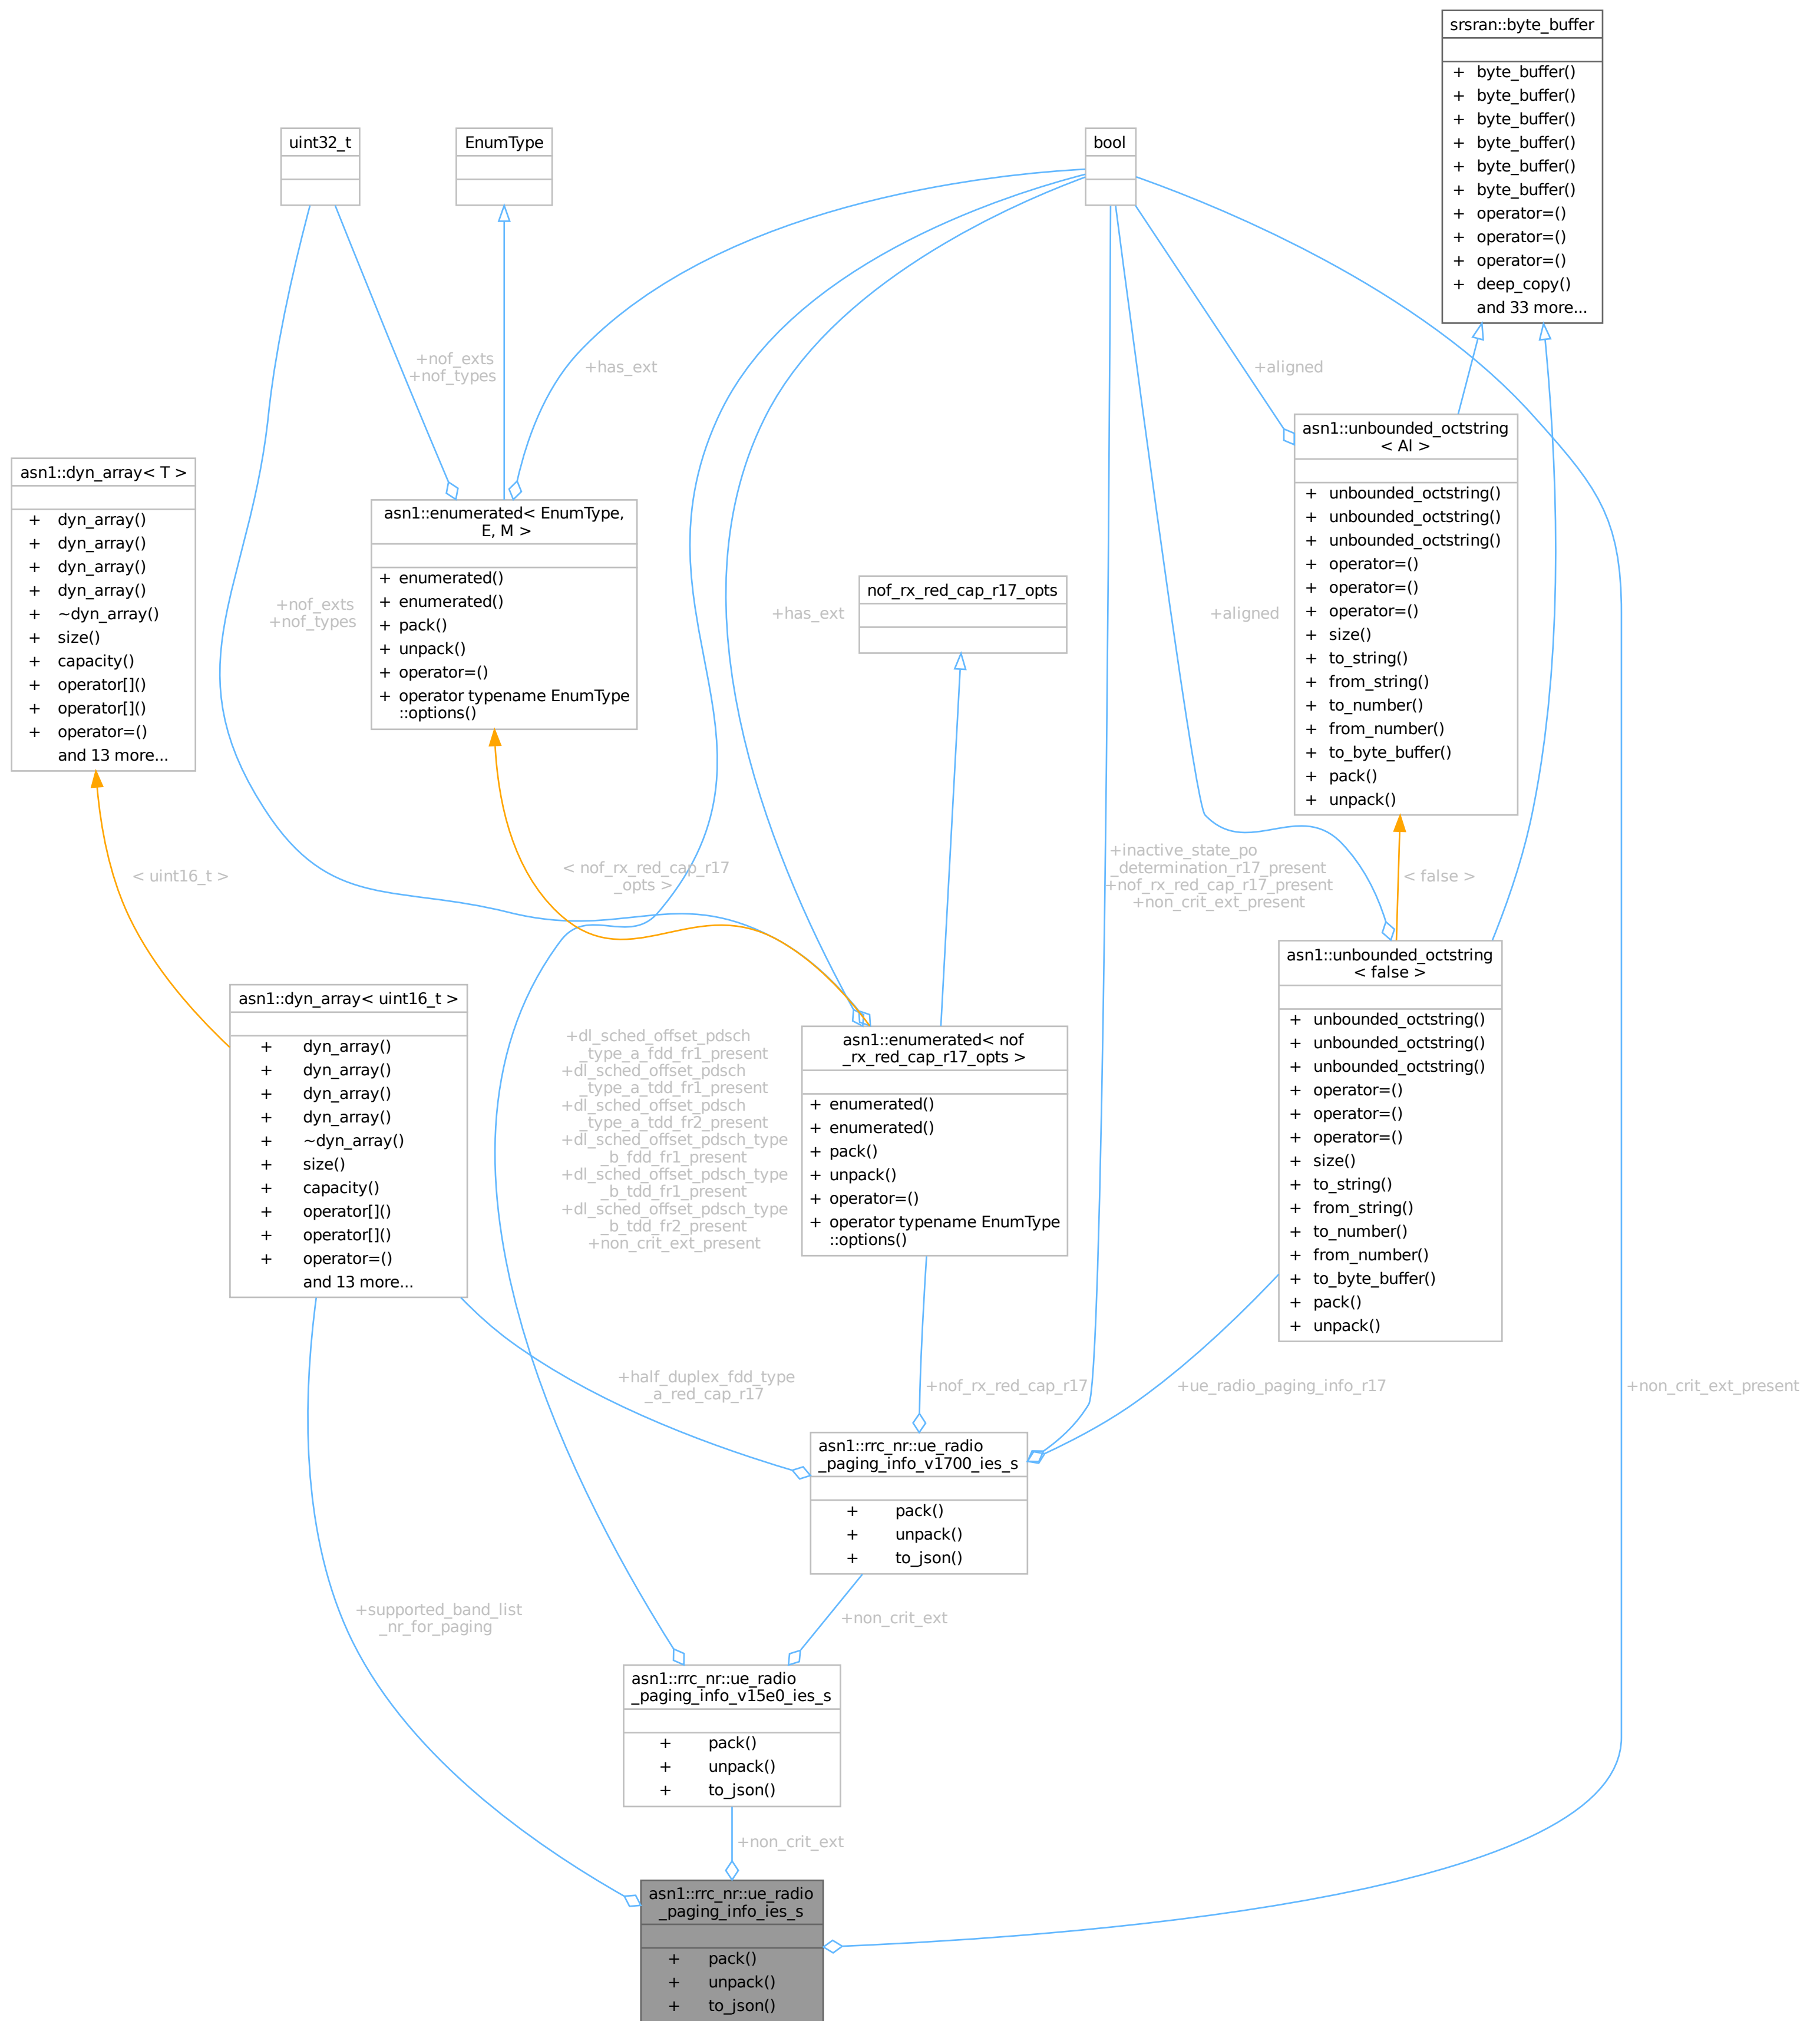 srsran::byte_buffer
+ byte_buffer()
+ byte_buffer()
+ byte_buffer()
+ byte_buffer()
+ byte_buffer()
+ byte_buffer()
+ operator=()
+ operator=()
+ operator=()
+ deep_copy()
and 33 more...
uint32_t
EnumType
bool
+nof_exts
+nof_types
+has_ext
+aligned
asn1::unbounded_octstring
< Al >
+ unbounded_octstring()
+ unbounded_octstring()
+ unbounded_octstring()
+ operator=()
+ operator=()
+ operator=()
+ size()
+ to_string()
+ from_string()
+ to_number()
+ from_number()
+ to_byte_buffer()
+ pack()
+ unpack()
asn1::dyn_array< T >
+ dyn_array()
+ dyn_array()
+ dyn_array()
+ dyn_array()
+ ~dyn_array()
+ size()
+ capacity()
+ operator[]()
+ operator[]()
+ operator=()
and 13 more...
asn1::enumerated< EnumType,
E, M >
+ enumerated()
+ enumerated()
+ pack()
+ unpack()
+ operator=()
+ operator typename EnumType
::options()
+nof_exts
+nof_types
nof_rx_red_cap_r17_opts
+has_ext
+aligned
< uint16_t >
< nof_rx_red_cap_r17
_opts >
+inactive_state_po
_determination_r17_present
+nof_rx_red_cap_r17_present
+non_crit_ext_present
< false >
asn1::unbounded_octstring
< false >
+ unbounded_octstring()
+ unbounded_octstring()
+ unbounded_octstring()
+ operator=()
+ operator=()
+ operator=()
+ size()
+ to_string()
+ from_string()
+ to_number()
+ from_number()
+ to_byte_buffer()
+ pack()
+ unpack()
asn1::dyn_array< uint16_t >
+ dyn_array()
+ dyn_array()
+ dyn_array()
+ dyn_array()
+ ~dyn_array()
+ size()
+ capacity()
+ operator[]()
+ operator[]()
+ operator=()
and 13 more...
+dl_sched_offset_pdsch
_type_a_fdd_fr1_present
+dl_sched_offset_pdsch
_type_a_tdd_fr1_present
+dl_sched_offset_pdsch
_type_a_tdd_fr2_present
+dl_sched_offset_pdsch_type
_b_fdd_fr1_present
+dl_sched_offset_pdsch_type
_b_tdd_fr1_present
+dl_sched_offset_pdsch_type
_b_tdd_fr2_present
+non_crit_ext_present
asn1::enumerated< nof
_rx_red_cap_r17_opts >
+ enumerated()
+ enumerated()
+ pack()
+ unpack()
+ operator=()
+ operator typename EnumType
::options()
+half_duplex_fdd_type
_a_red_cap_r17
+nof_rx_red_cap_r17
+ue_radio_paging_info_r17
+non_crit_ext_present
asn1::rrc_nr::ue_radio
_paging_info_v1700_ies_s
+ pack()
+ unpack()
+ to_json()
+supported_band_list
_nr_for_paging
+non_crit_ext
asn1::rrc_nr::ue_radio
_paging_info_v15e0_ies_s
+ pack()
+ unpack()
+ to_json()
+non_crit_ext
asn1::rrc_nr::ue_radio
_paging_info_ies_s
+ pack()
+ unpack()
+ to_json()